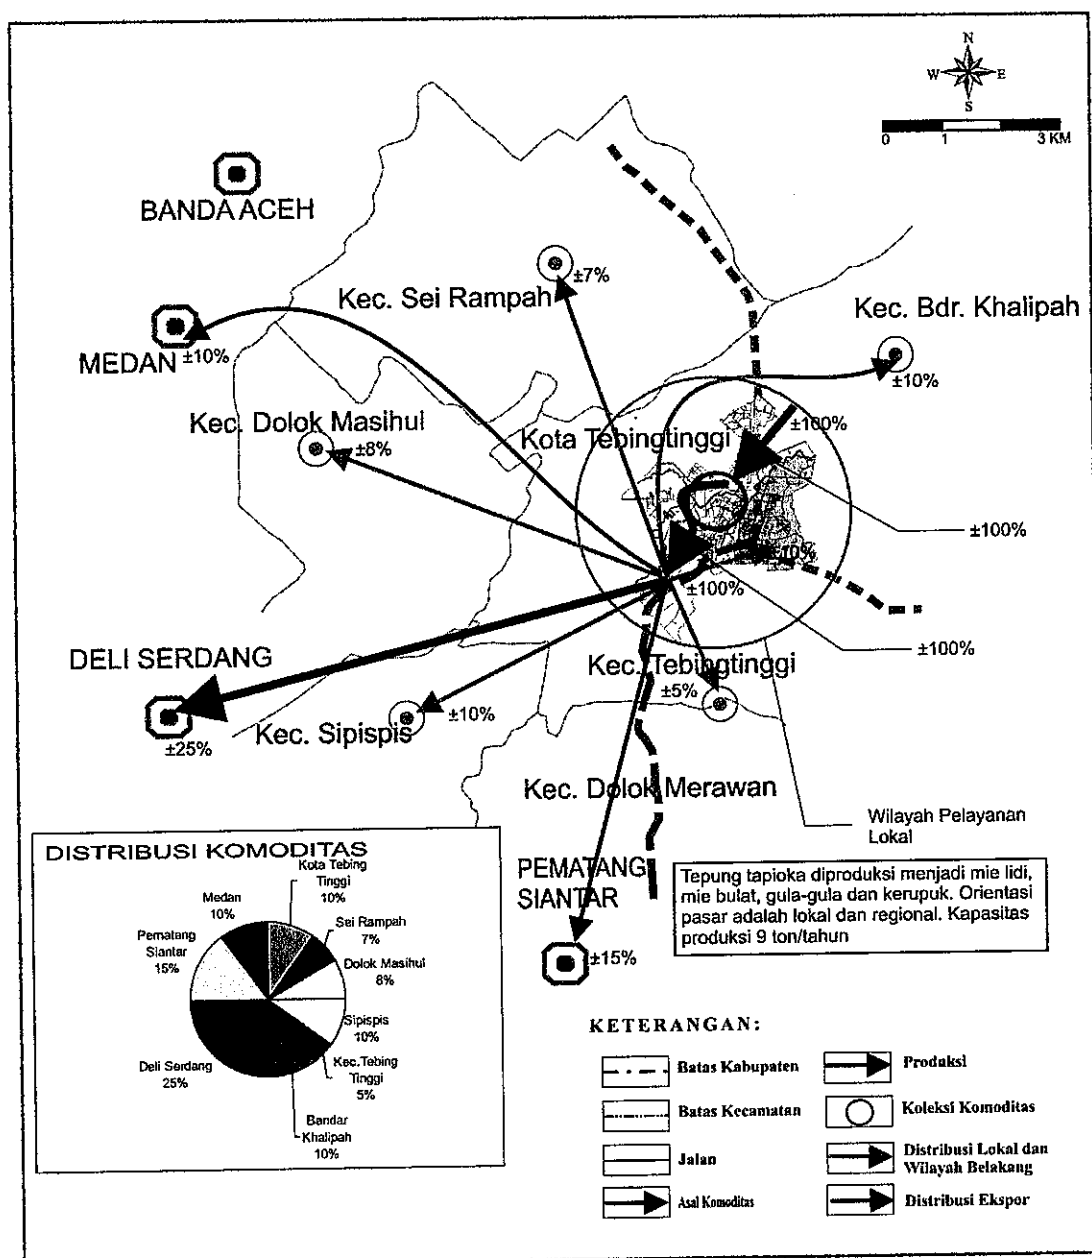 N
W E
S
0 1 3 KM
BANDA ACEH
±7%
Kec. Sei Rampah
Kec. Bdr. Khalipah
±10%
MEDAN
±10%
Kec. Dolok Masihul
±8%
Kota Tebingtinggi
±100%
±100%
±10%
±100%
±100%
DELI SERDANG
±25%
Kec. Tebingtinggi
±5%
±10%
Kec. Sipispis
Kec. Dolok Merawan
Wilayah Pelayanan
Lokal
PEMATANG
SIANTAR
±15%
Tepung tapioka diproduksi menjadi mie lidi,
mie bulat, gula-gula dan kerupuk. Orientasi
pasar adalah lokal dan regional. Kapasitas
produksi 9 ton/tahun
DISTRIBUSI KOMODITAS
Kota Tebing
Tinggi
10%
Medan
10%
Sei Rampah
7%
Pematang
Siantar
15%
Dolok Masihul
8%
Sipispis
10%
Deli Serdang
25%
Kec.Tebing
Tinggi
5%
Bandar
Khalipah
10%
KETERANGAN:
Batas Kabupaten
Produksi
Batas Kecamatan
Koleksi Komoditas
Jalan
Distribusi Lokal dan
Wilayah Belakang
Asal Komoditas
Distribusi Ekspor